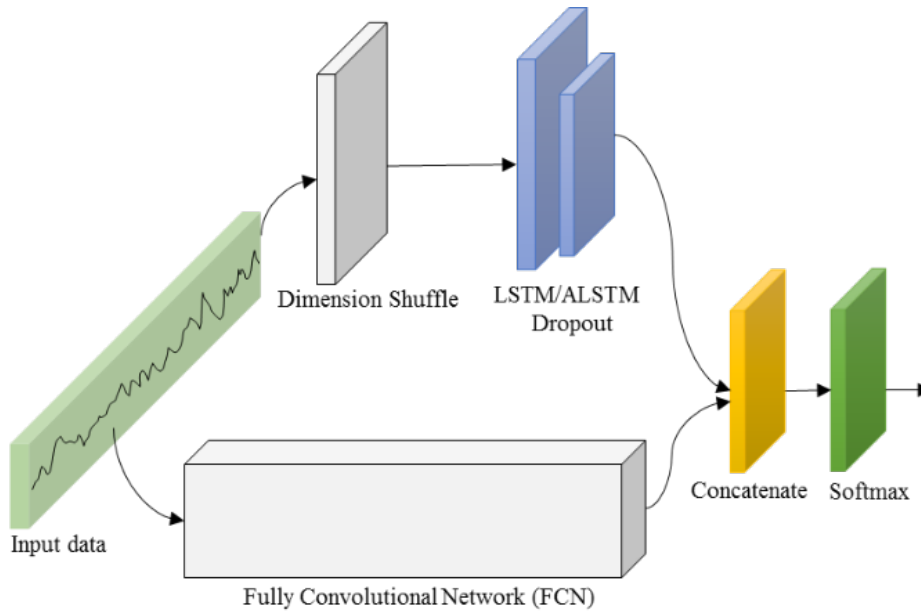 Dimension Shuffle
LSTM/ALSTM
Dropout
Concatenate
Softmax
Input data
Fully Convolutional Network (FCN)